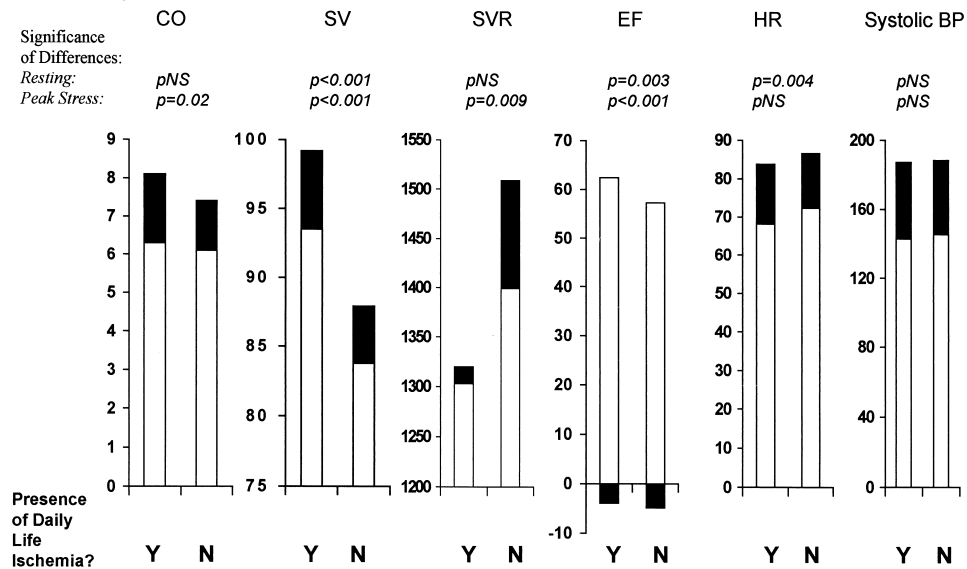 CO SV SVR EF HR Systolic BP
Significance
of Differences:
Resting: pNS p<0.001 pNS p=0.003 p=0.004 pNS
Peak Stress: p=0.02 p<0.001 p=0.009 p<0.001 pNS pNS
9 100 1550 70 90 200
8 95 1500 60 80 160
7 90 1450 50 70 120
6 85 1400 40 60 80
5 80 1350 30 50 40
4 75 1300 20 40 0
3 1250 10 30
2 1200 0 20
1 -10 10
0 0
Presence
of Daily
Life
Ischemia? Y N Y N Y N Y N Y N Y N